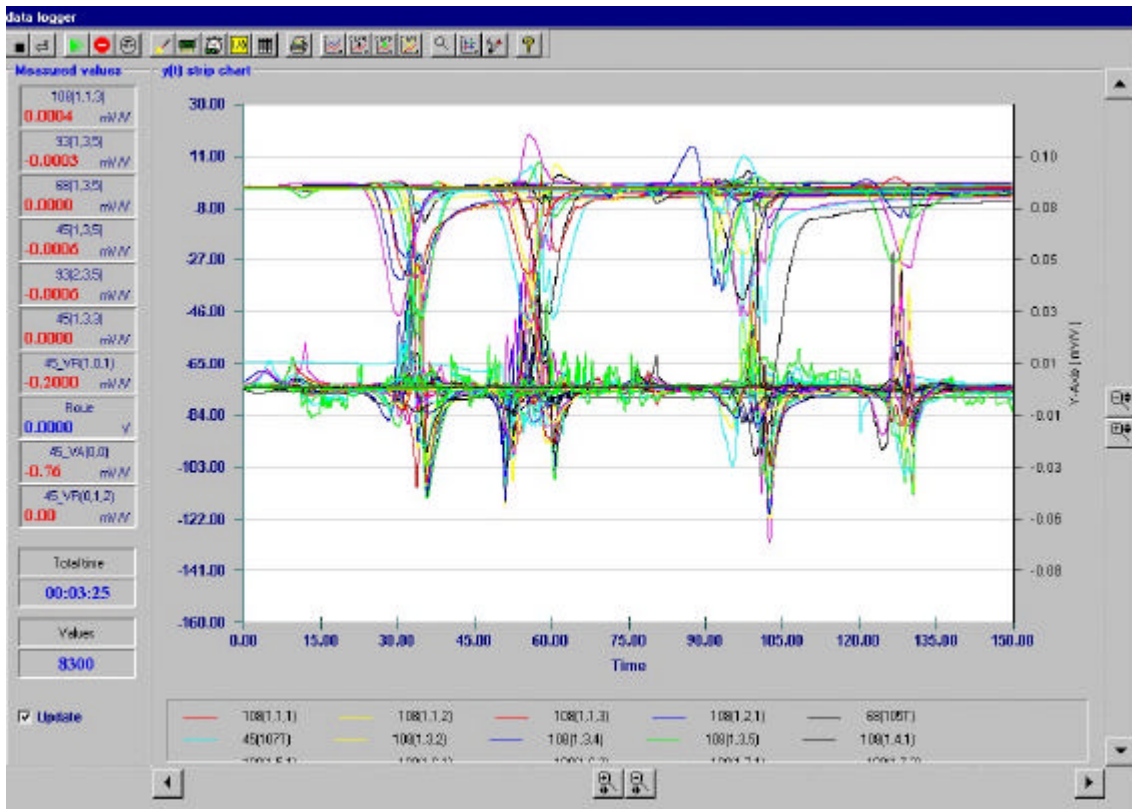 data logger
Measured values
y(t) strip chart
108(1,1,3)
0.0004 mV/V
93(1,3,5)
-0.0003 mV/V
68(1,3,5)
0.0000 mV/V
45(1,3,5)
-0.0006 mV/V
93(2,3,5)
-0.0006 mV/V
45(1,3,3)
0.0000 mV/V
45_VR(1,0,1)
-0.2000 mV/V
Roue
0.0000 V
45_VA(0,0)
-0.76 mV/V
45_VR(0,1,2)
0.00 mV/V
Totaltime
00:03:25
Values
8300
Update
30.00
11.00
-8.00
-27.00
-46.00
-65.00
-84.00
-103.00
-122.00
-141.00
-160.00
0.10
0.08
0.05
0.03
0.01
-0.01
-0.03
-0.06
-0.08
Y-Axis [mV/V]
0.00 15.00 30.00 45.00 60.00 75.00 90.00 105.00 120.00 135.00 150.00
Time
108(1,1,1) 108(1,1,2) 108(1,1,3) 108(1,2,1) 68(105T)
45(107T) 108(1,3,2) 108(1,3,4) 108(1,3,5) 108(1,4,1)